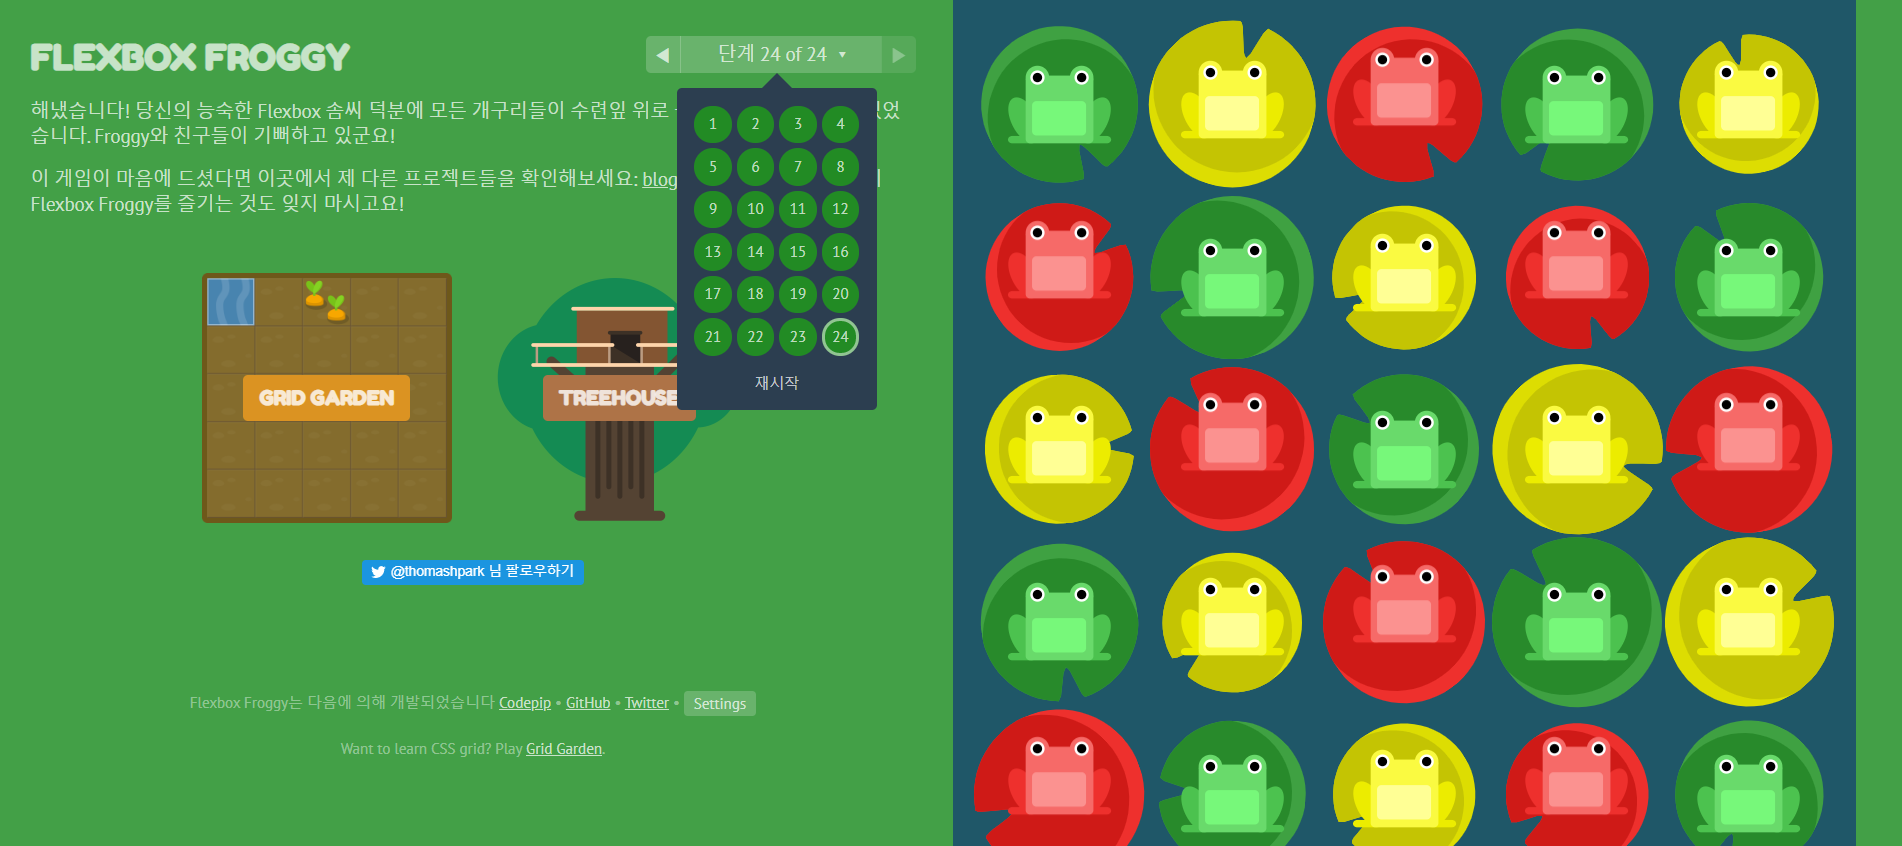 FLEXBOX FROGGY
단계 24 of 24
해냈습니다! 당신의 능숙한 Flexbox 솜씨 덕분에 모든 개구리들이 수련잎 위로
습니다. Froggy와 친구들이 기뻐하고 있군요!
이 게임이 마음에 드셨다면 이곳에서 제 다른 프로젝트들을 확인해보세요: blog
Flexbox Froggy를 즐기는 것도 잊지 마시고요!
1 2 3 4
5 6 7 8
9 10 11 12
13 14 15 16
17 18 19 20
21 22 23 24
재시작
GRID GARDEN
TREEHOUSE
@thomashpark 님 팔로우하기
Flexbox Froggy는 다음에 의해 개발되었습니다 Codepip • GitHub • Twitter • Settings
Want to learn CSS grid? Play Grid Garden.